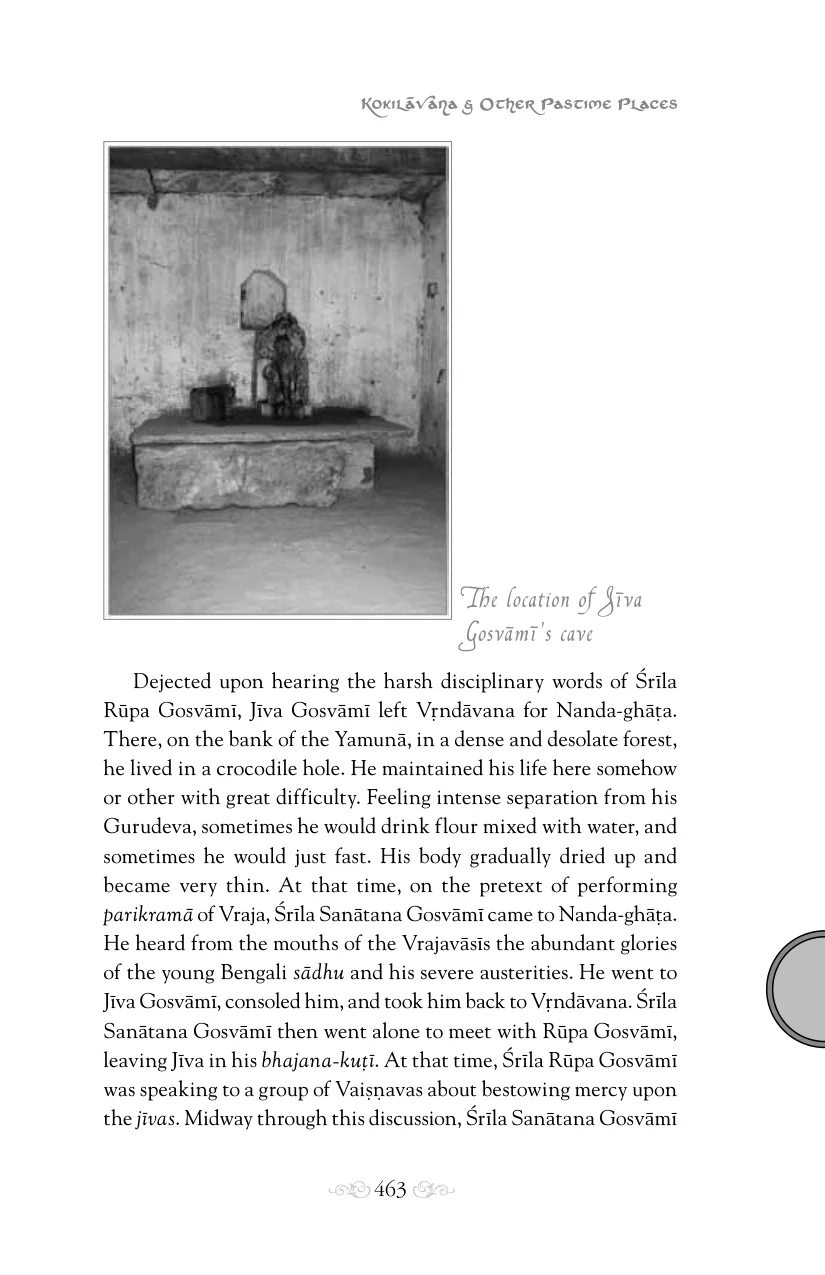 Kokilāvana & Other Pastime Places
The location of Jīva
Gosvāmī's cave
Dejected upon hearing the harsh disciplinary words of Śrīla
Rūpa Gosvāmī, Jīva Gosvāmī left Vṛndāvana for Nanda-ghāṭa.
There, on the bank of the Yamunā, in a dense and desolate forest,
he lived in a crocodile hole. He maintained his life here somehow
or other with great difficulty. Feeling intense separation from his
Gurudeva, sometimes he would drink flour mixed with water, and
sometimes he would just fast. His body gradually dried up and
became very thin. At that time, on the pretext of performing
parikramā of Vraja, Śrīla Sanātana Gosvāmī came to Nanda-ghāṭa.
He heard from the mouths of the Vrajavāsīs the abundant glories
of the young Bengali sādhu and his severe austerities. He went to
Jīva Gosvāmī, consoled him, and took him back to Vṛndāvana. Śrīla
Sanātana Gosvāmī then went alone to meet with Rūpa Gosvāmī,
leaving Jīva in his bhajana-kuṭī. At that time, Śrīla Rūpa Gosvāmī
was speaking to a group of Vaiṣṇavas about bestowing mercy upon
the jīvas. Midway through this discussion, Śrīla Sanātana Gosvāmī
463